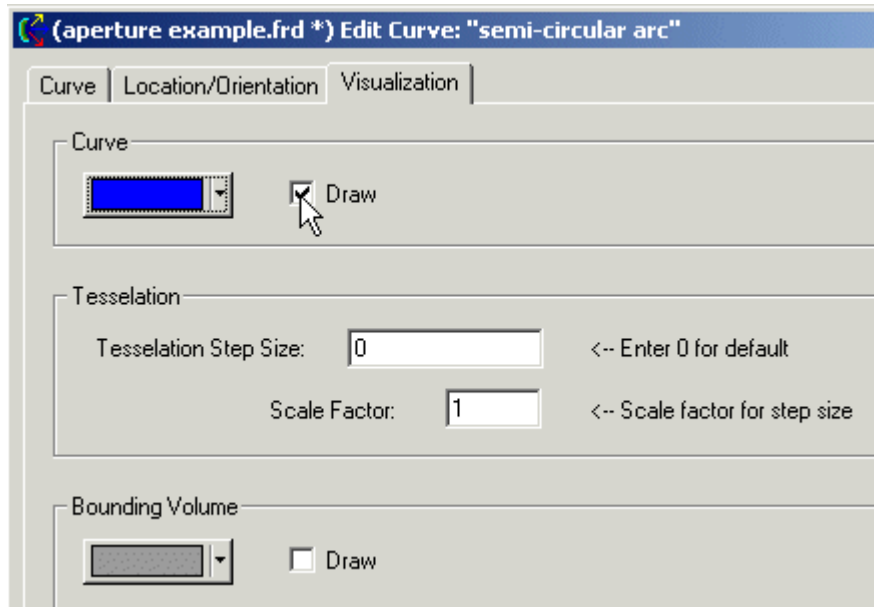 (aperture example.frd *) Edit Curve: "semi-circular arc"
Curve Location/Orientation Visualization
Curve
Draw
Tesselation
Tesselation Step Size: 0 <-- Enter 0 for default
Scale Factor: 1 <-- Scale factor for step size
Bounding Volume
Draw